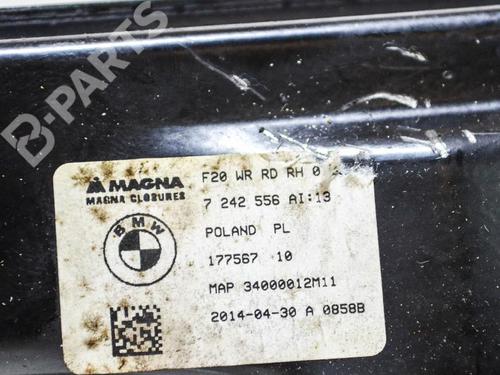 B-PARTS
MAGNA
MAGNA CLOSURES
BMW
F20 WR RD RH 0
7 242 556 AI:13
POLAND PL
177567 10
MAP 34000012M11
2014-04-30 A 0858B